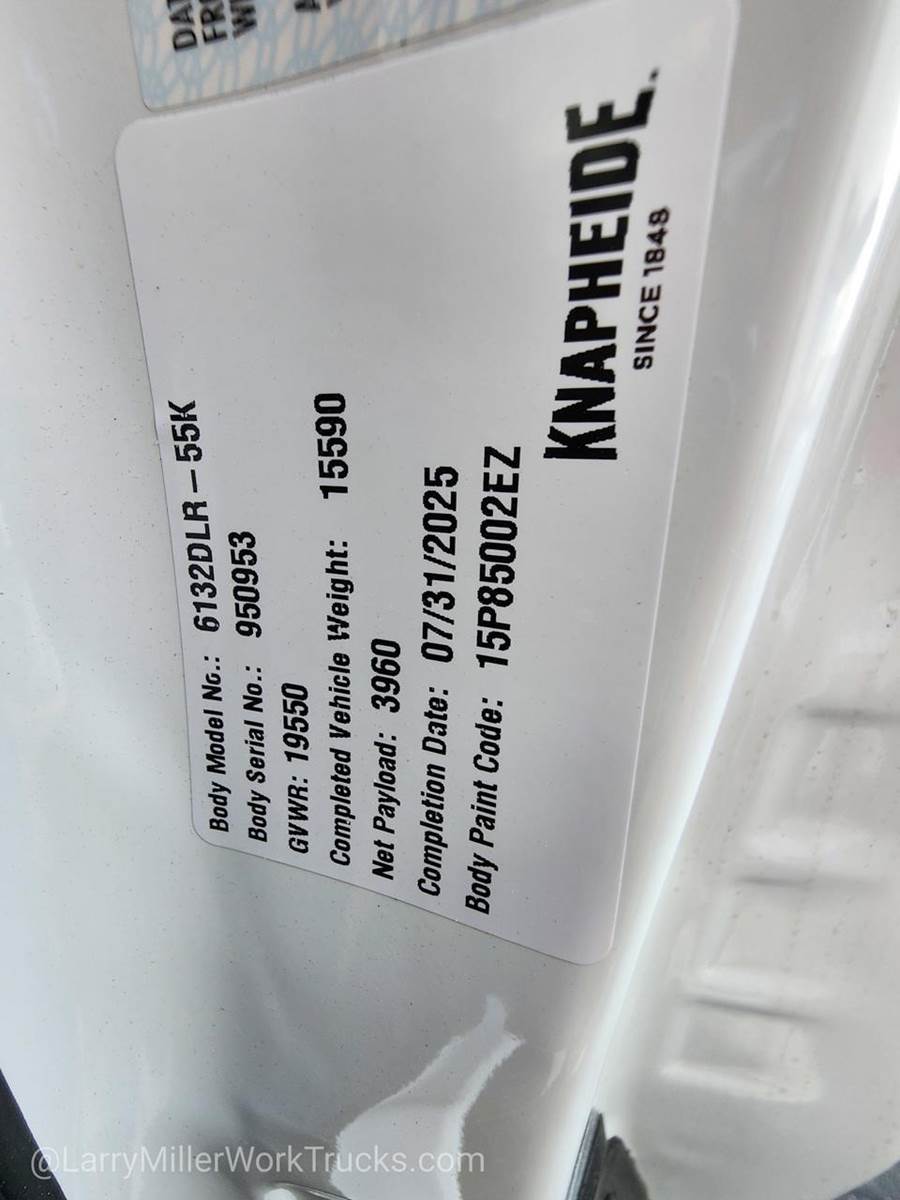 Body Model No.: 6132DLR – 55K
Body Serial No.: 950953
GVWR: 19550
Completed Vehicle Weight: 15590
Net Payload: 3960
Completion Date: 07/31/2025
Body Paint Code: 15P85002EZ
KNAPHEIDE.
SINCE 1848
@LarryMillerWorkTrucks.com